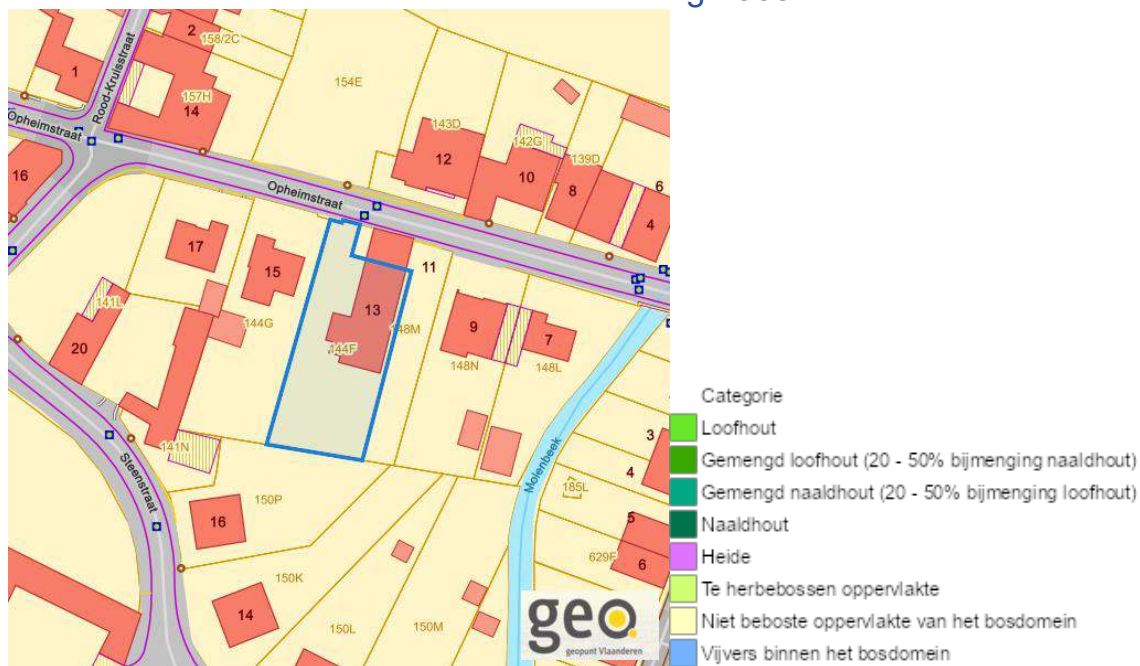 2
158/2C
1
154E
157H
14
Rood-Kruisstraat
Opheimstraat
143D
142G
139D
12
10
8
6
4
16
Opheimstraat
17
15
11
13
141L
144G
148M
9
7
20
144F
148N
148L
Molenbeek
3
4
141N
Steenstraat
150P
185L
16
5
629F
6
150K
14
150L
150M
geo
geopunt Vlaanderen
Categorie
Loofhout
Gemengd loofhout (20 - 50% bijmenging naaldhout)
Gemengd naaldhout (20 - 50% bijmenging loofhout)
Naaldhout
Heide
Te herbebossen oppervlakte
Niet beboste oppervlakte van het bosdomein
Vijvers binnen het bosdomein